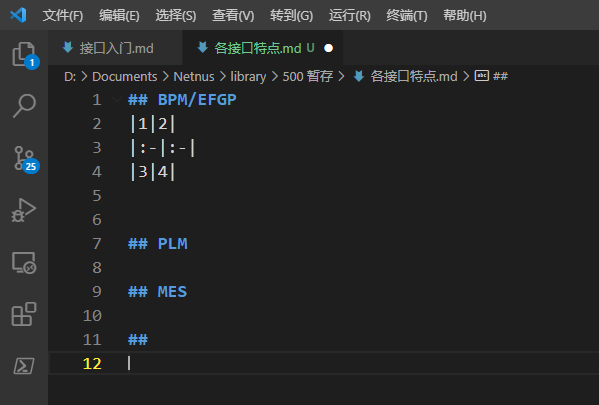 文件(F) 编辑(E) 选择(S) 查看(V) 转到(G) 运行(R) 终端(T) 帮助(H)
接口入门.md 各接口特点.md U
D: > Documents > Netnus > library > 500 暂存 > 各接口特点.md > abc ##
1
25
1 ## BPM/EFGP
2 |1|2|
3 |:-|:-|
4 |3|4|
5
6
7 ## PLM
8
9 ## MES
10
11 ##
12